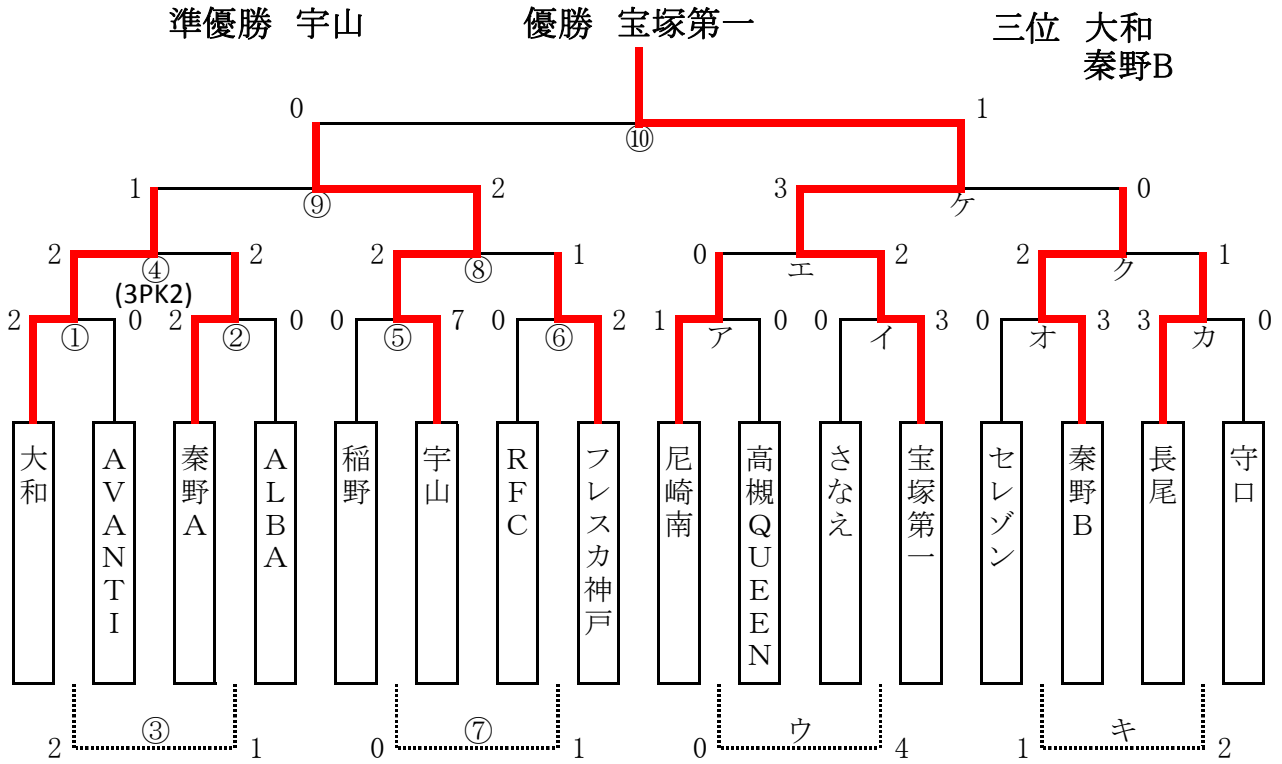 準優勝 宇山 優勝 宝塚第一 三位 大和
秦野B
0 1
⑩
1 2 3 0
⑨ ケ
2 2 2 1 0 2 2 1
④ ⑧ エ ク
(3PK2)
2 0 2 0 0 7 0 2 1 0 0 3 0 3 3 0
① ② ⑤ ⑥ ア イ オ カ
大和
AVANTI
秦野A
ALBA
稲野
宇山
RFC
フレスカ神戸
尼崎南
高槻QUEEN
さなえ
宝塚第一
セレゾン
秦野B
長尾
守口
③ ⑦ ウ キ
2 1 0 1 0 4 1 2